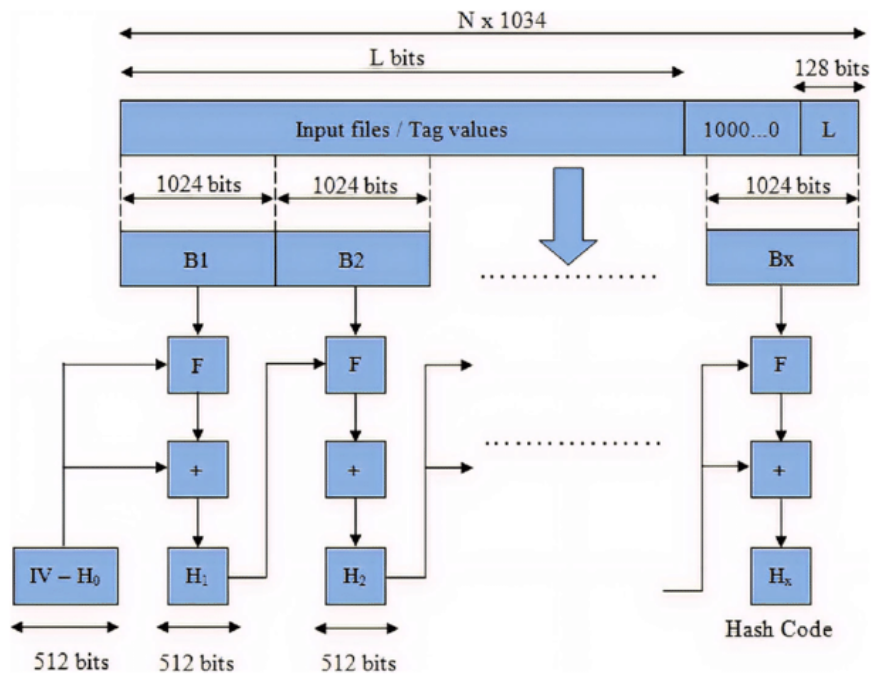 N x 1034
L bits
128 bits
Input files / Tag values
1000...0
L
1024 bits
1024 bits
1024 bits
B1
B2
Bx
F
F
F
+
+
+
IV – H₀
H₁
H₂
Hₓ
Hash Code
512 bits
512 bits
512 bits